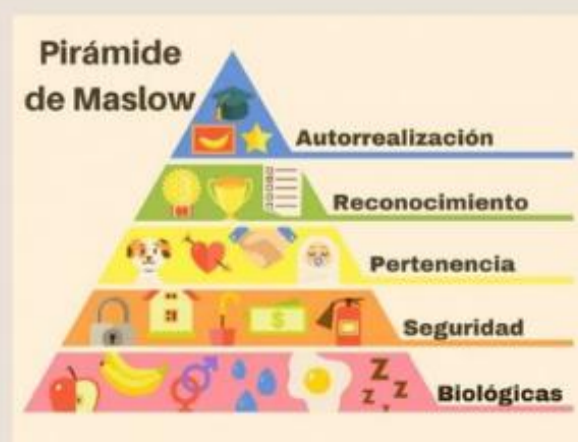 Pirámide
de Maslow
Autorrealización
Reconocimiento
Pertenencia
Seguridad
Biológicas